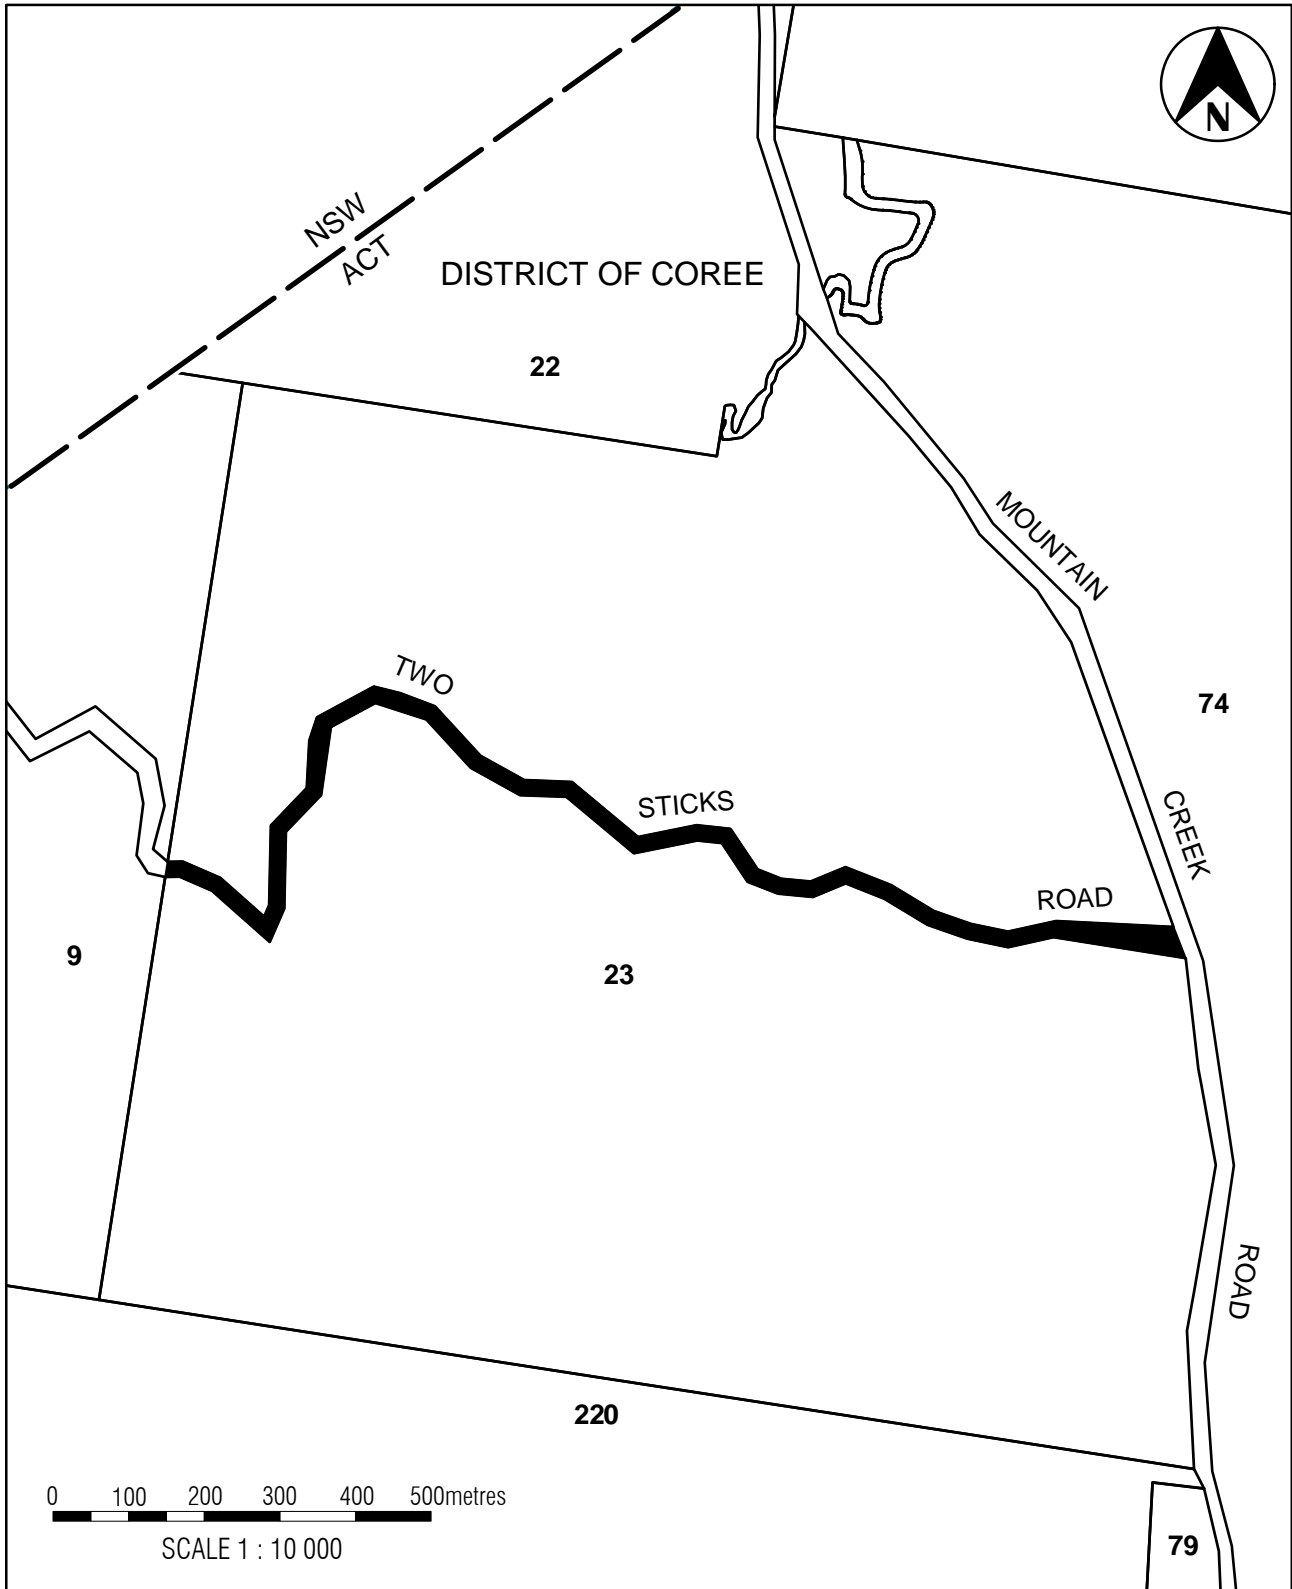 N
NSW
ACT
DISTRICT OF COREE
22
MOUNTAIN
TWO
74
STICKS
CREEK
ROAD
9
23
ROAD
220
0 100 200 300 400 500metres
SCALE 1 : 10 000
79